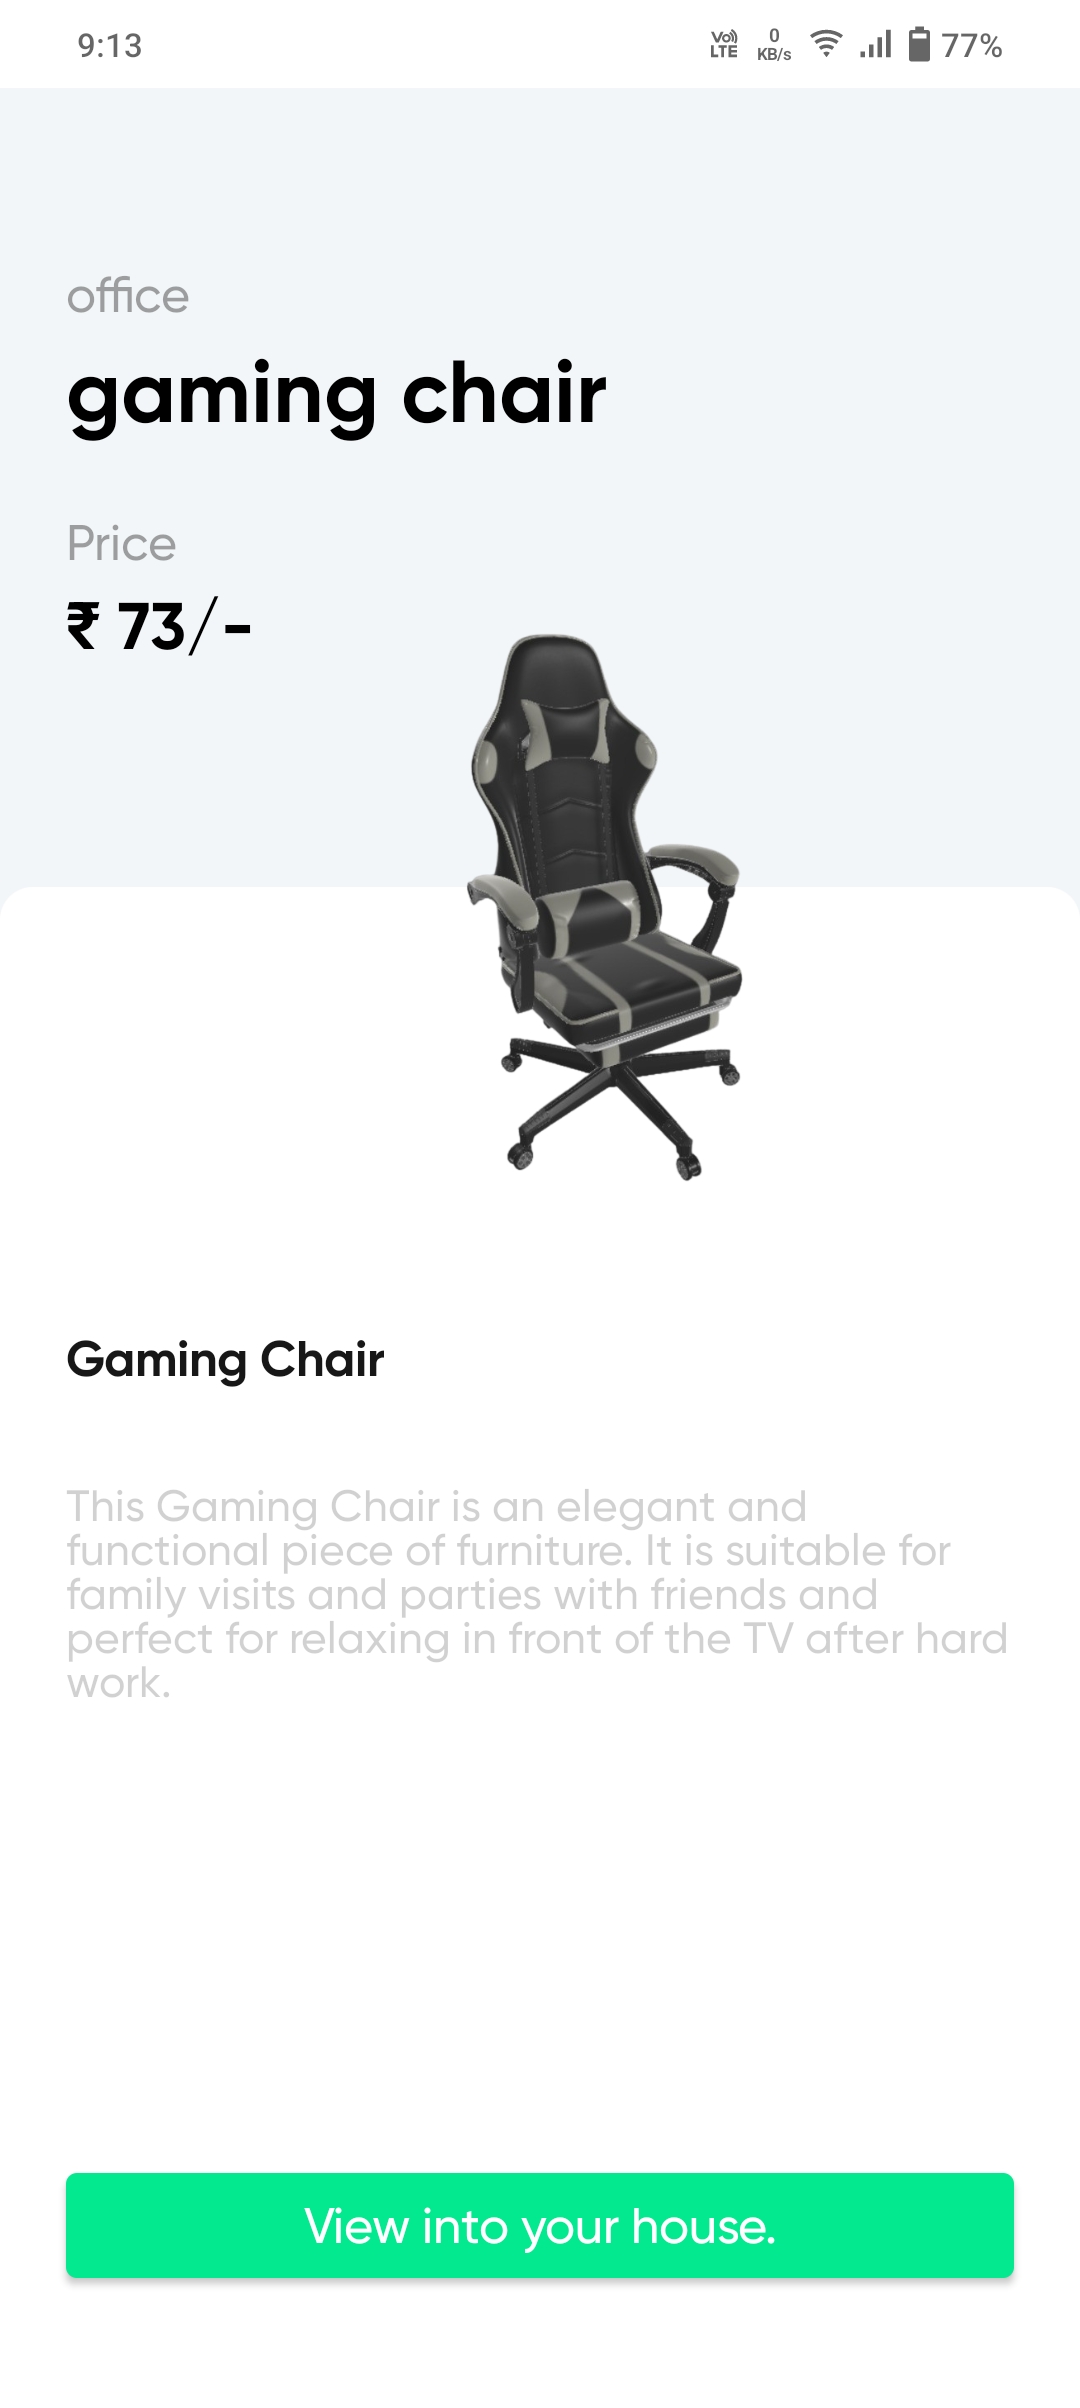 9:13
Vo)) LTE 0 KB/s 77%
office
gaming chair
Price
₹ 73/-
Gaming Chair
This Gaming Chair is an elegant and
functional piece of furniture. It is suitable for
family visits and parties with friends and
perfect for relaxing in front of the TV after hard
work.
View into your house.